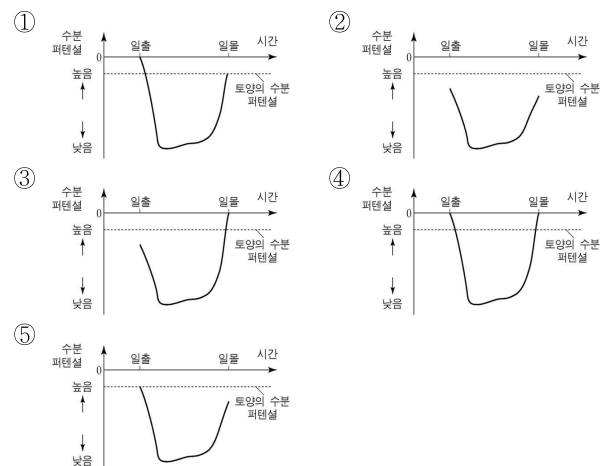 ①
수분
퍼텐셜
일출
일몰
시간
0
높음
토양의 수분
퍼텐셜
낮음
②
수분
퍼텐셜
일출
일몰
시간
0
높음
토양의 수분
퍼텐셜
낮음
③
수분
퍼텐셜
일출
일몰
시간
0
높음
토양의 수분
퍼텐셜
낮음
④
수분
퍼텐셜
일출
일몰
시간
0
높음
토양의 수분
퍼텐셜
낮음
⑤
수분
퍼텐셜
일출
일몰
시간
0
높음
토양의 수분
퍼텐셜
낮음